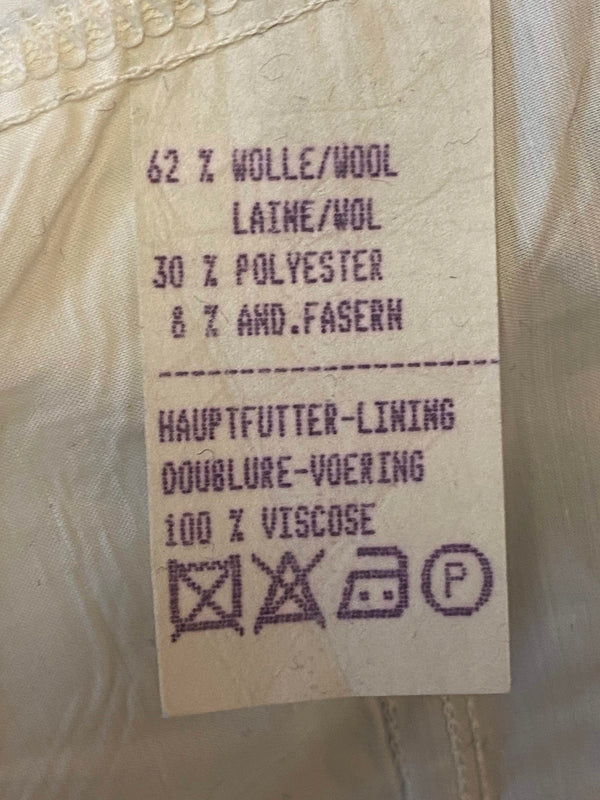 62 % WOLLE/WOOL
LAINE/WOL
30 % POLYESTER
8 % AND.FASERN
HAUPTFUTTER-LINING
DOUBLURE-VOERING
100 % VISCOSE
P